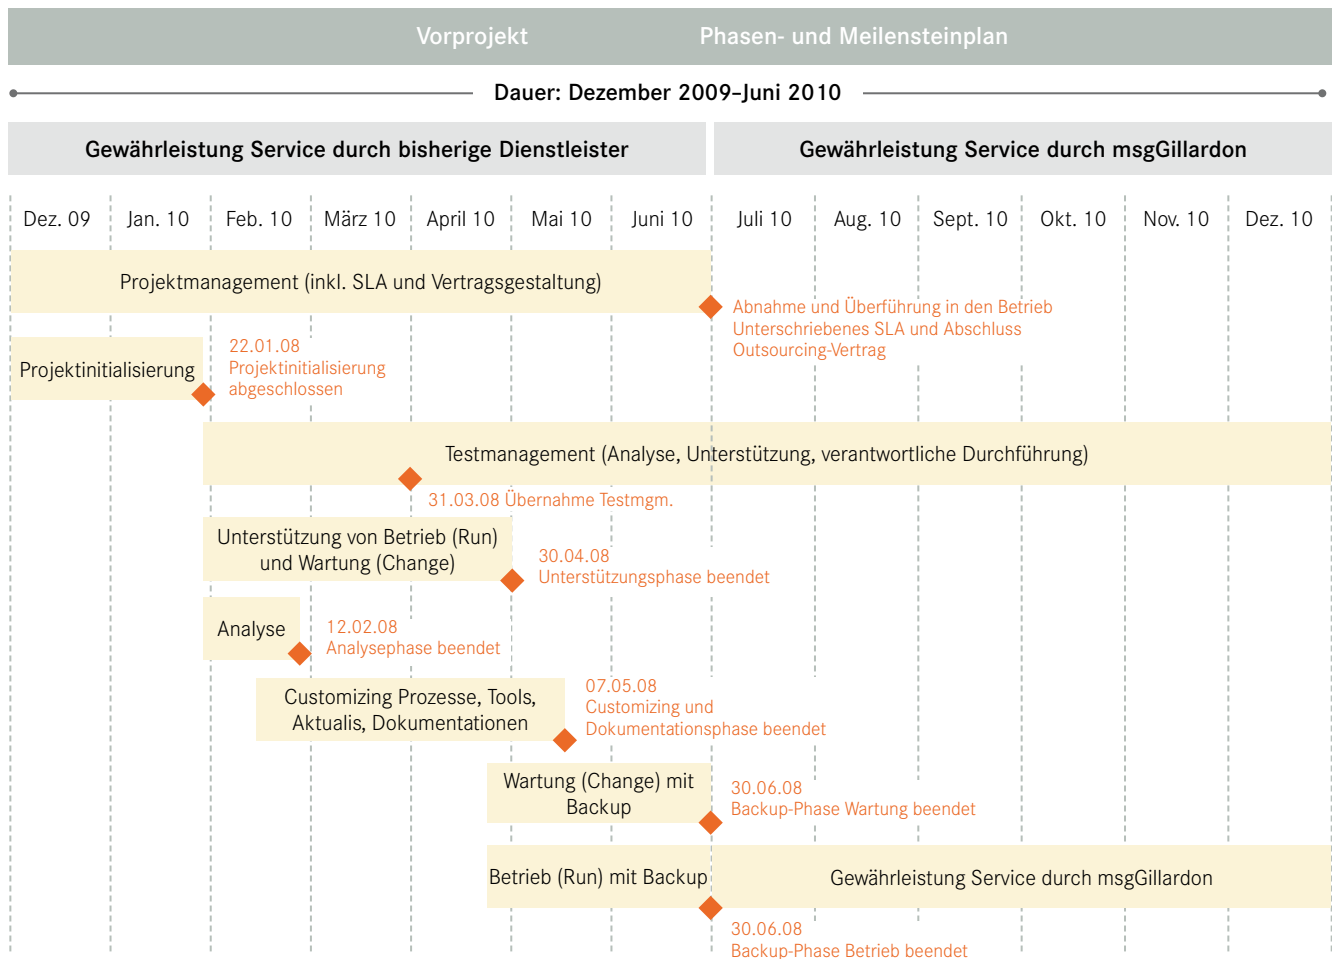 Vorprojekt
Phasen- und Meilensteinplan
Dauer: Dezember 2009–Juni 2010
Gewährleistung Service durch bisherige Dienstleister
Gewährleistung Service durch msgGillardon
Dez. 09
Jan. 10
Feb. 10
März 10
April 10
Mai 10
Juni 10
Juli 10
Aug. 10
Sept. 10
Okt. 10
Nov. 10
Dez. 10
Projektmanagement (inkl. SLA und Vertragsgestaltung)
Abnahme und Überführung in den Betrieb
Unterschriebenes SLA und Abschluss
Outsourcing-Vertrag
Projektinitialisierung
22.01.08
Projektinitialisierung
abgeschlossen
Testmanagement (Analyse, Unterstützung, verantwortliche Durchführung)
31.03.08 Übernahme Testmgm.
Unterstützung von Betrieb (Run)
und Wartung (Change)
30.04.08
Unterstützungsphase beendet
Analyse
12.02.08
Analysephase beendet
Customizing Prozesse, Tools,
Aktualis, Dokumentationen
07.05.08
Customizing und
Dokumentationsphase beendet
Wartung (Change) mit
Backup
30.06.08
Backup-Phase Wartung beendet
Betrieb (Run) mit Backup
Gewährleistung Service durch msgGillardon
30.06.08
Backup-Phase Betrieb beendet